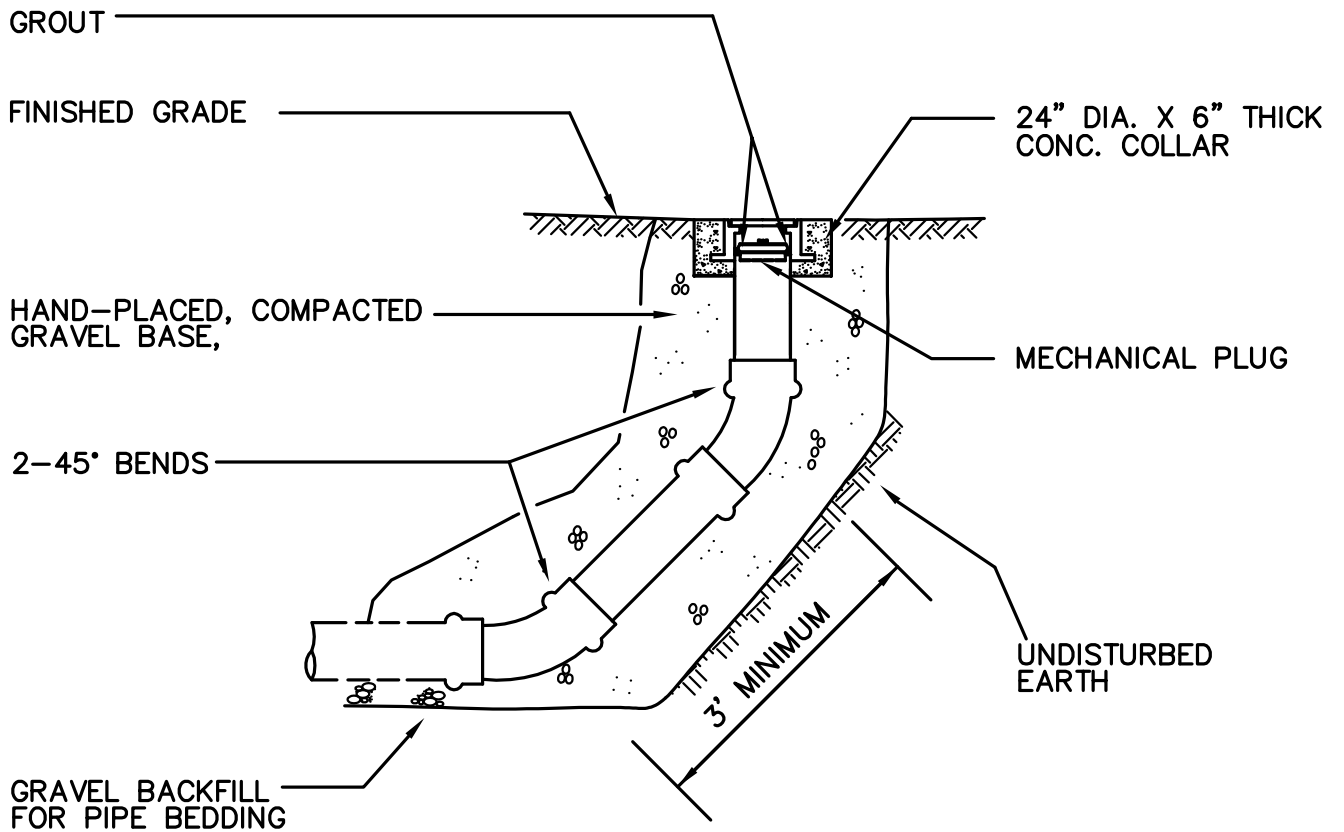 GROUT
FINISHED GRADE
24” DIA. X 6” THICK
CONC. COLLAR
HAND–PLACED, COMPACTED
GRAVEL BASE,
MECHANICAL PLUG
2–45° BENDS
3' MINIMUM
UNDISTURBED
EARTH
GRAVEL BACKFILL
FOR PIPE BEDDING